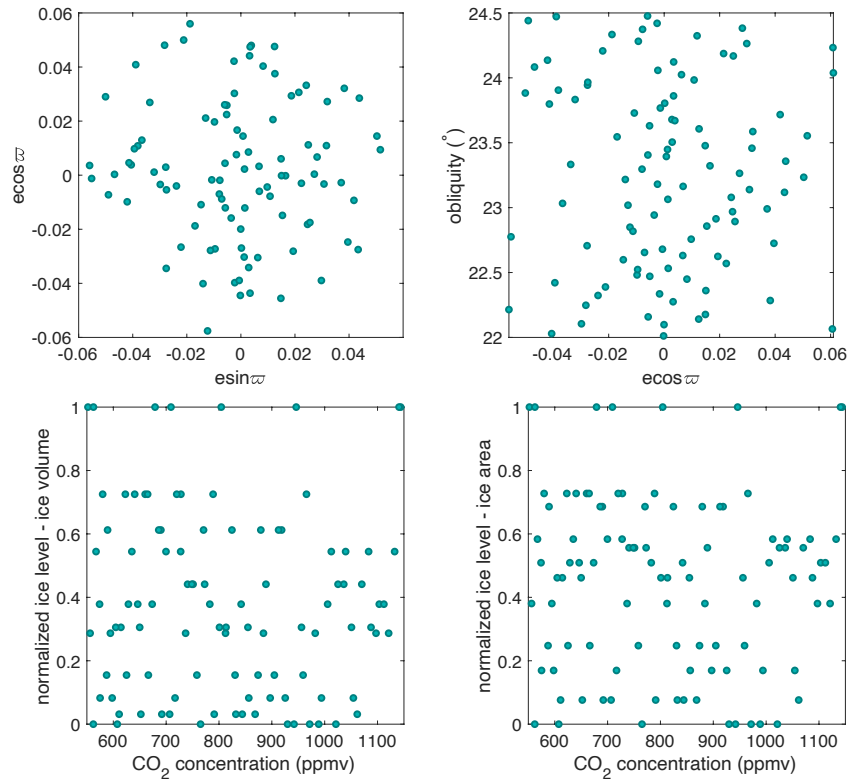 0.06
0.04
0.02
0
-0.02
-0.04
-0.06
ecosϖ
-0.06 -0.04 -0.02 0 0.02 0.04 0.06
esinϖ
24.5
24
23.5
23
22.5
22
obliquity (°)
-0.04 -0.02 0 0.02 0.04 0.06
ecosϖ
1
0.8
0.6
0.4
0.2
0
normalized ice level - ice volume
600 700 800 900 1000 1100
CO2 concentration (ppmv)
1
0.8
0.6
0.4
0.2
0
normalized ice level - ice area
600 700 800 900 1000 1100
CO2 concentration (ppmv)